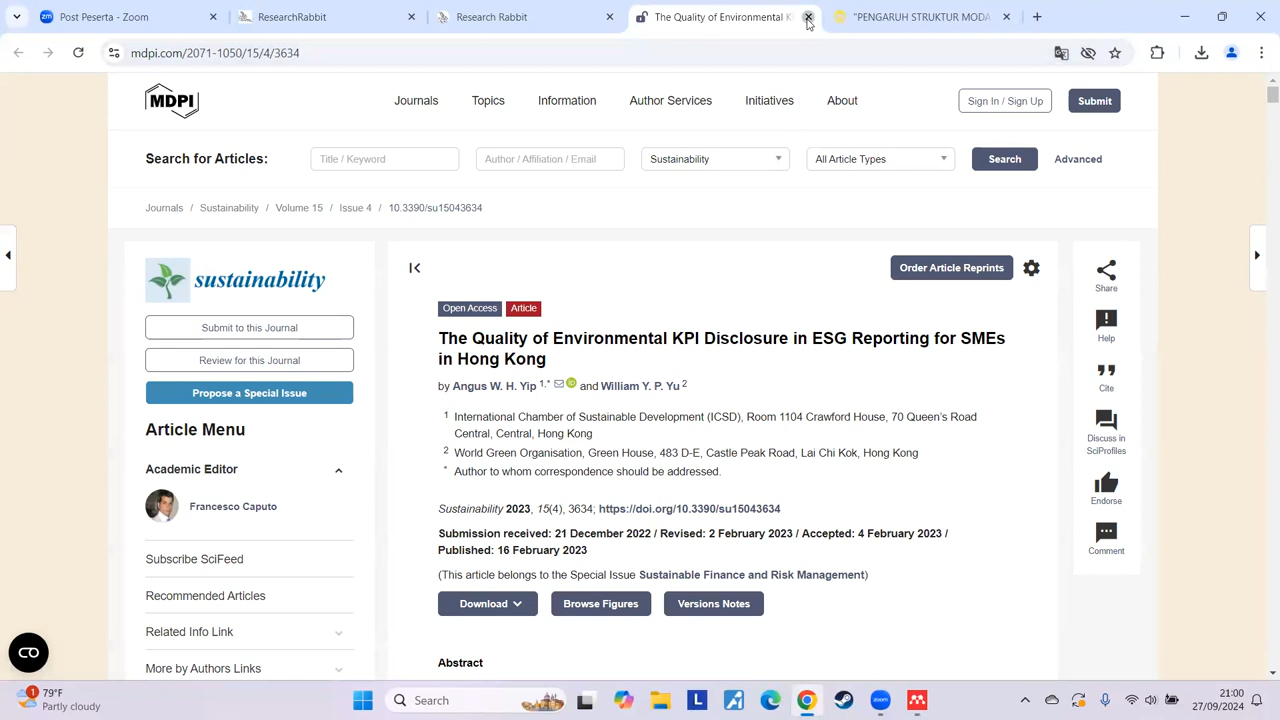 Post Peserta - Zoom
ResearchRabbit
Research Rabbit
The Quality of Environmental K
"PENGARUH STRUKTUR MODA
mdpi.com/2071-1050/15/4/3634
MDPI
Journals
Topics
Information
Author Services
Initiatives
About
Sign In / Sign Up
Submit
Search for Articles:
Title / Keyword
Author / Affiliation / Email
Sustainability
All Article Types
Search
Advanced
Journals / Sustainability / Volume 15 / Issue 4 / 10.3390/su15043634
sustainability
Submit to this Journal
Review for this Journal
Propose a Special Issue
Article Menu
Academic Editor
Francesco Caputo
Subscribe SciFeed
Recommended Articles
Related Info Link
More by Authors Links
Order Article Reprints
Open Access
Article
The Quality of Environmental KPI Disclosure in ESG Reporting for SMEs
in Hong Kong
by Angus W. H. Yip 1,* and William Y. P. Yu 2
1 International Chamber of Sustainable Development (ICSD), Room 1104 Crawford House, 70 Queen's Road
Central, Central, Hong Kong
2 World Green Organisation, Green House, 483 D-E, Castle Peak Road, Lai Chi Kok, Hong Kong
* Author to whom correspondence should be addressed.
Sustainability 2023, 15(4), 3634; https://doi.org/10.3390/su15043634
Submission received: 21 December 2022 / Revised: 2 February 2023 / Accepted: 4 February 2023 /
Published: 16 February 2023
(This article belongs to the Special Issue Sustainable Finance and Risk Management)
Download
Browse Figures
Versions Notes
Abstract
Share
Help
Cite
Discuss in
SciProfiles
Endorse
Comment
1
79°F
Partly cloudy
Search
21:00
27/09/2024